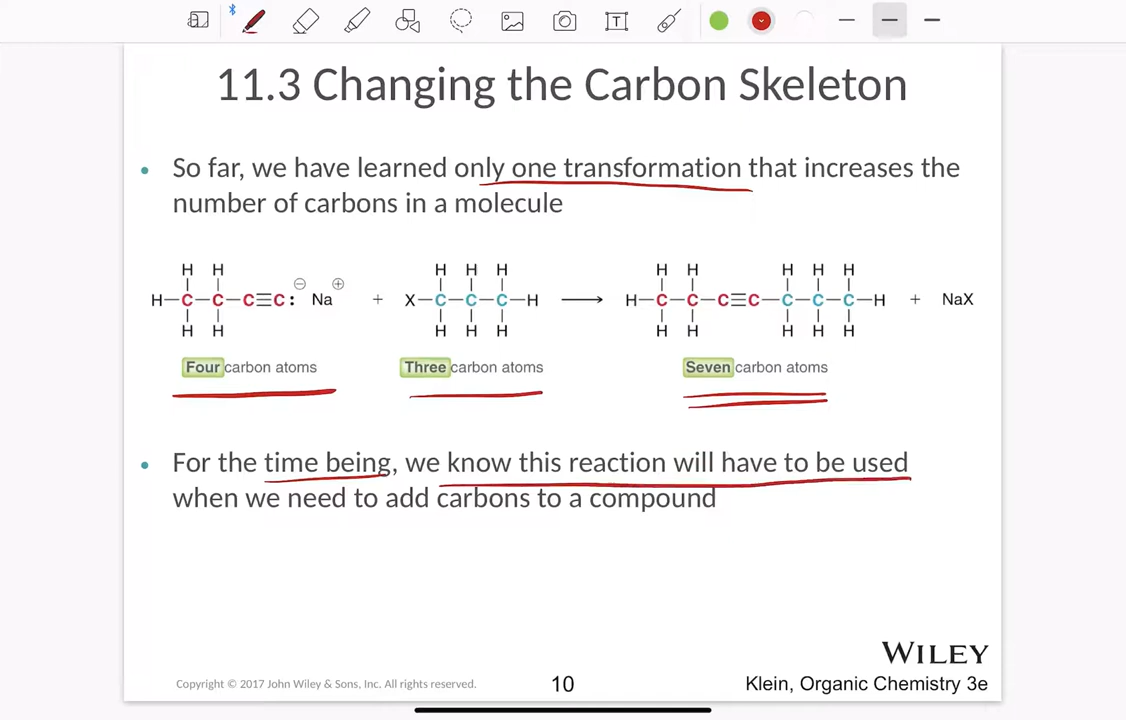 T
11.3 Changing the Carbon Skeleton
• So far, we have learned only one transformation that increases the
number of carbons in a molecule
H H H H H H H H H H
H—C—C—C≡C:⊖ Na⊕ + X—C—C—C—H ⟶ H—C—C—C≡C—C—C—C—H + NaX
H H H H H H H H H H
Four carbon atoms Three carbon atoms Seven carbon atoms
• For the time being, we know this reaction will have to be used
when we need to add carbons to a compound
WILEY
Copyright © 2017 John Wiley & Sons, Inc. All rights reserved. 10 Klein, Organic Chemistry 3e